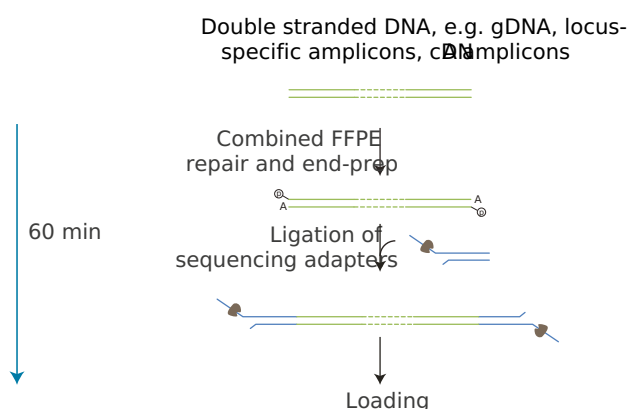 Double stranded DNA, e.g. gDNA, locus-
specific amplicons, cDNA amplicons
Combined FFPE
repair and end-prep
P
A
A
P
60 min
Ligation of
sequencing adapters
Loading